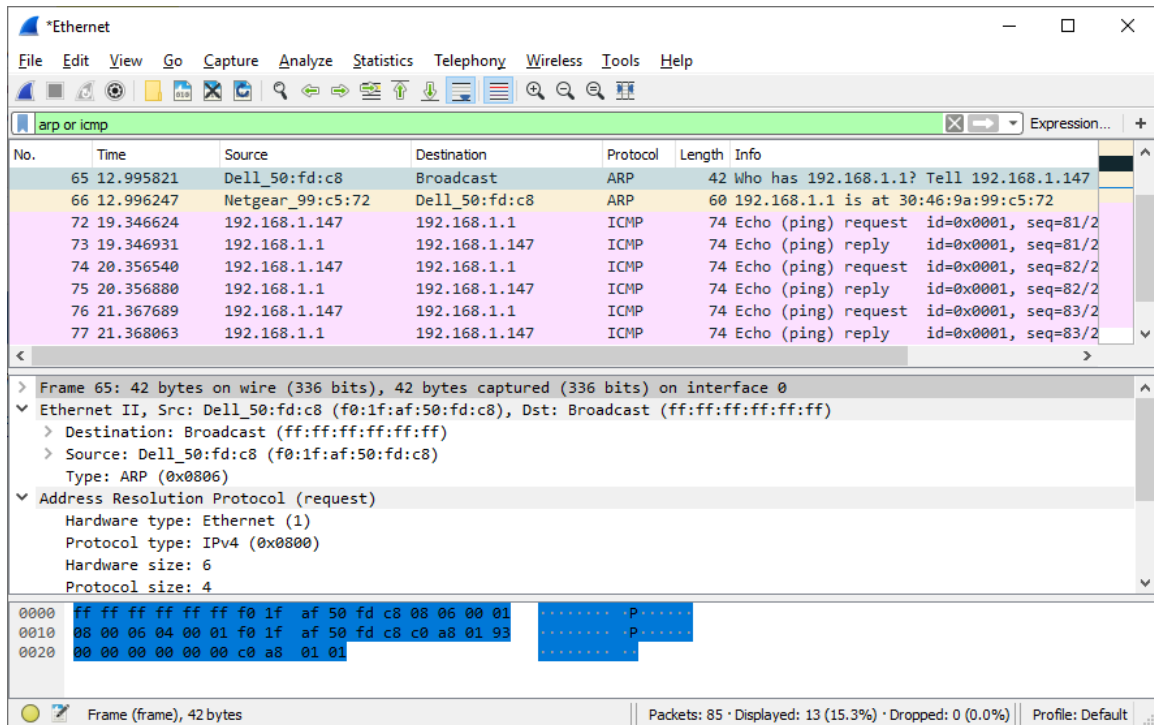 *Ethernet
File Edit View Go Capture Analyze Statistics Telephony Wireless Tools Help
arp or icmp Expression... +
No. Time Source Destination Protocol Length Info
65 12.995821 Dell_50:fd:c8 Broadcast ARP 42 Who has 192.168.1.1? Tell 192.168.1.147
66 12.996247 Netgear_99:c5:72 Dell_50:fd:c8 ARP 60 192.168.1.1 is at 30:46:9a:99:c5:72
72 19.346624 192.168.1.147 192.168.1.1 ICMP 74 Echo (ping) request id=0x0001, seq=81/2
73 19.346931 192.168.1.1 192.168.1.147 ICMP 74 Echo (ping) reply id=0x0001, seq=81/2
74 20.356540 192.168.1.147 192.168.1.1 ICMP 74 Echo (ping) request id=0x0001, seq=82/2
75 20.356880 192.168.1.1 192.168.1.147 ICMP 74 Echo (ping) reply id=0x0001, seq=82/2
76 21.367689 192.168.1.147 192.168.1.1 ICMP 74 Echo (ping) request id=0x0001, seq=83/2
77 21.368063 192.168.1.1 192.168.1.147 ICMP 74 Echo (ping) reply id=0x0001, seq=83/2
Frame 65: 42 bytes on wire (336 bits), 42 bytes captured (336 bits) on interface 0
Ethernet II, Src: Dell_50:fd:c8 (f0:1f:af:50:fd:c8), Dst: Broadcast (ff:ff:ff:ff:ff:ff)
Destination: Broadcast (ff:ff:ff:ff:ff:ff)
Source: Dell_50:fd:c8 (f0:1f:af:50:fd:c8)
Type: ARP (0x0806)
Address Resolution Protocol (request)
Hardware type: Ethernet (1)
Protocol type: IPv4 (0x0800)
Hardware size: 6
Protocol size: 4
0000 ff ff ff ff ff ff f0 1f af 50 fd c8 08 06 00 01 ········ ·P······
0010 08 00 06 04 00 01 f0 1f af 50 fd c8 c0 a8 01 93 ········ ·P······
0020 00 00 00 00 00 00 c0 a8 01 01 ········ ··
Frame (frame), 42 bytes Packets: 85 · Displayed: 13 (15.3%) · Dropped: 0 (0.0%) Profile: Default